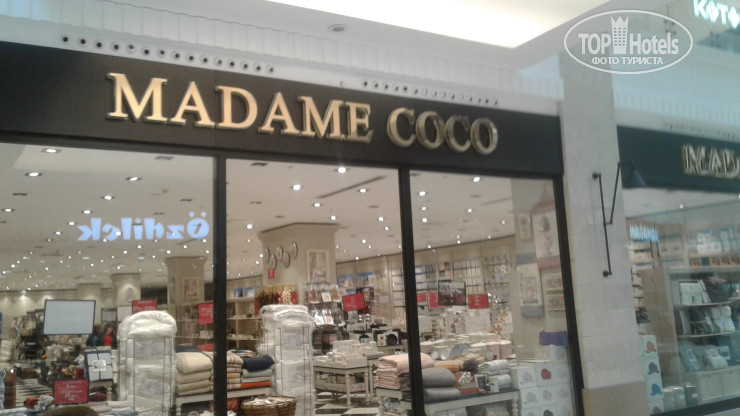 KOTO
TOP Hotels
ФОТО ТУРИСТА
MADAME COCO
MADA
Özdilek